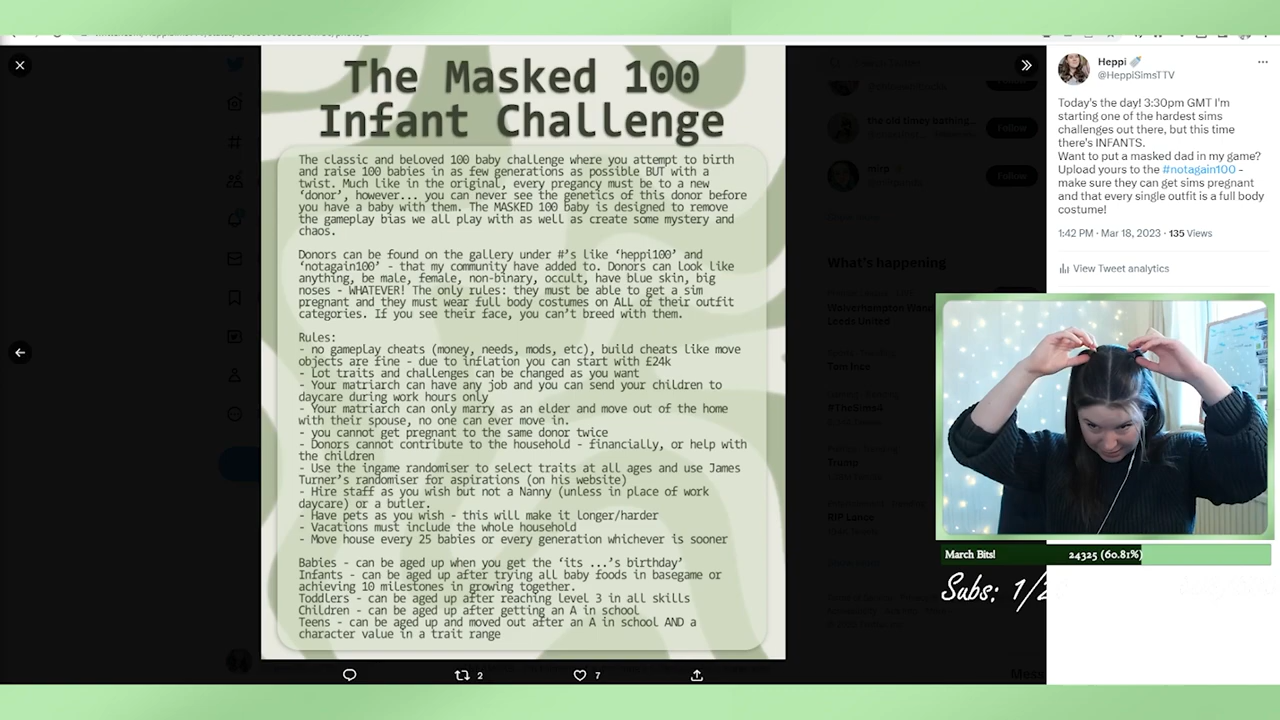 The Masked 100
Infant Challenge
The classic and beloved 100 baby challenge where you attempt to birth
and raise 100 babies in as few generations as possible BUT with a
twist. Much like in the original, every pregancy must be to a new
'donor', however... you can never see the genetics of this donor before
you have a baby with them. The MASKED 100 baby is designed to remove
the gameplay bias we all play with as well as create some mystery and
chaos.
Donors can be found on the gallery under #'s like 'heppi100' and
'notagain100' - that my community have added to. Donors can look like
anything, be male, female, non-binary, occult, have blue skin, big
noses - WHATEVER! The only rules: they must be able to get a sim
pregnant and they must wear full body costumes on ALL of their outfit
categories. If you see their face, you can't breed with them.
Rules:
- no gameplay cheats (money, needs, mods, etc), build cheats like move
objects are fine - due to inflation you can start with £24k
- Lot traits and challenges can be changed as you want
- Your matriarch can have any job and you can send your children to
daycare during work hours only
- Your matriarch can only marry as an elder and move out of the home
with their spouse, no one can ever move in.
- you cannot get pregnant to the same donor twice
- Donors cannot contribute to the household - financially, or help with
the children
- Use the ingame randomiser to select traits at all ages and use James
Turner's randomiser for aspirations (on his website)
- Hire staff as you wish but not a Nanny (unless in place of work
daycare) or a butler.
- Have pets as you wish - this will make it longer/harder
- Vacations must include the whole household
- Move house every 25 babies or every generation whichever is sooner
Babies - can be aged up when you get the 'its ...'s birthday'
Infants - can be aged up after trying all baby foods in basegame or
achieving 10 milestones in growing together.
Toddlers - can be aged up after reaching level 3 in all skills
Children - can be aged up after getting an A in school
Teens - can be aged up and moved out after an A in school AND a
character value in a trait range
2
7
the old timey barning...
Follow
mirp
Follow
What's happening
Wolverhampton Wand
Leeds United
Tom Ince
#TheSims4
Trump
RIP Lance
Heppi
@HeppiSimsTTV
Today's the day! 3:30pm GMT I'm
starting one of the hardest sims
challenges out there, but this time
there's INFANTS.
Want to put a masked dad in my game?
Upload yours to the #notagain100 -
make sure they can get sims pregnant
and that every single outfit is a full body
costume!
1:42 PM · Mar 18, 2023 · 135 Views
View Tweet analytics
March Bits! 24325 (60.81%)
Subs: 1/2